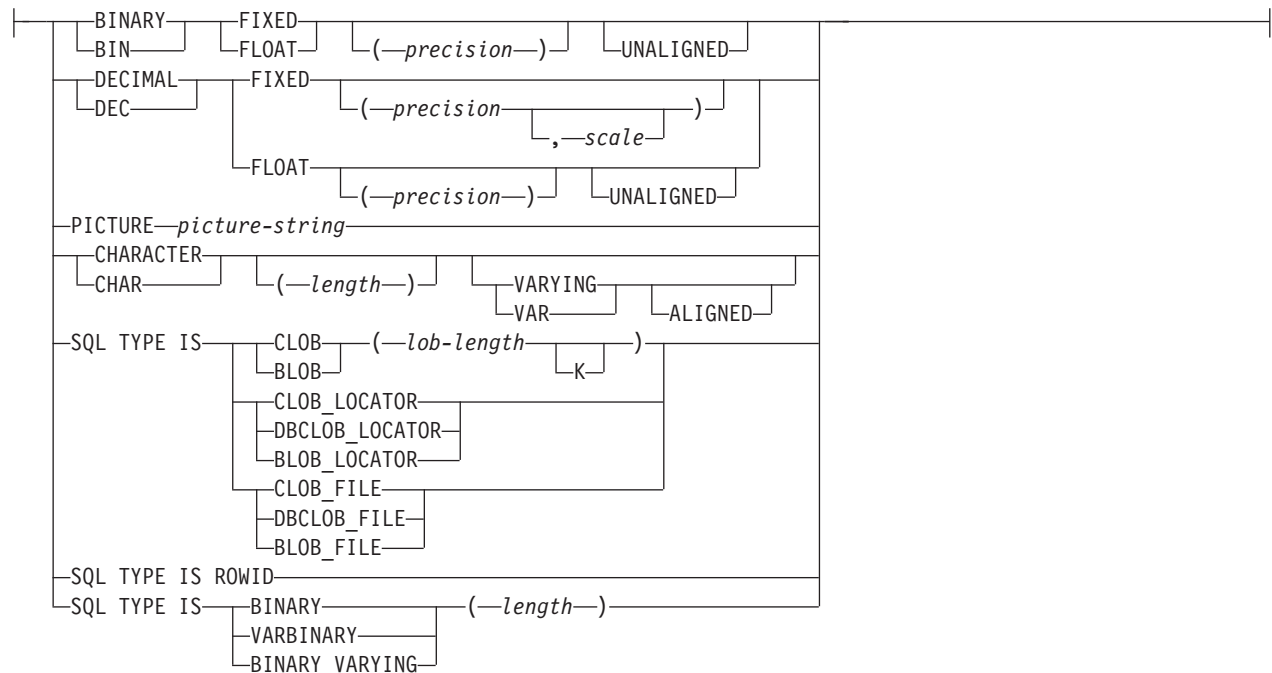 BINARY FIXED
BIN FLOAT ( precision ) UNALIGNED
DECIMAL FIXED
DEC ( precision )
, scale
FLOAT
( precision ) UNALIGNED
PICTURE picture-string
CHARACTER
CHAR ( length ) VARYING
VAR ALIGNED
SQL TYPE IS CLOB ( lob-length )
BLOB K
CLOB_LOCATOR
DBCLOB_LOCATOR
BLOB_LOCATOR
CLOB_FILE
DBCLOB_FILE
BLOB_FILE
SQL TYPE IS ROWID
SQL TYPE IS BINARY ( length )
VARBINARY
BINARY VARYING